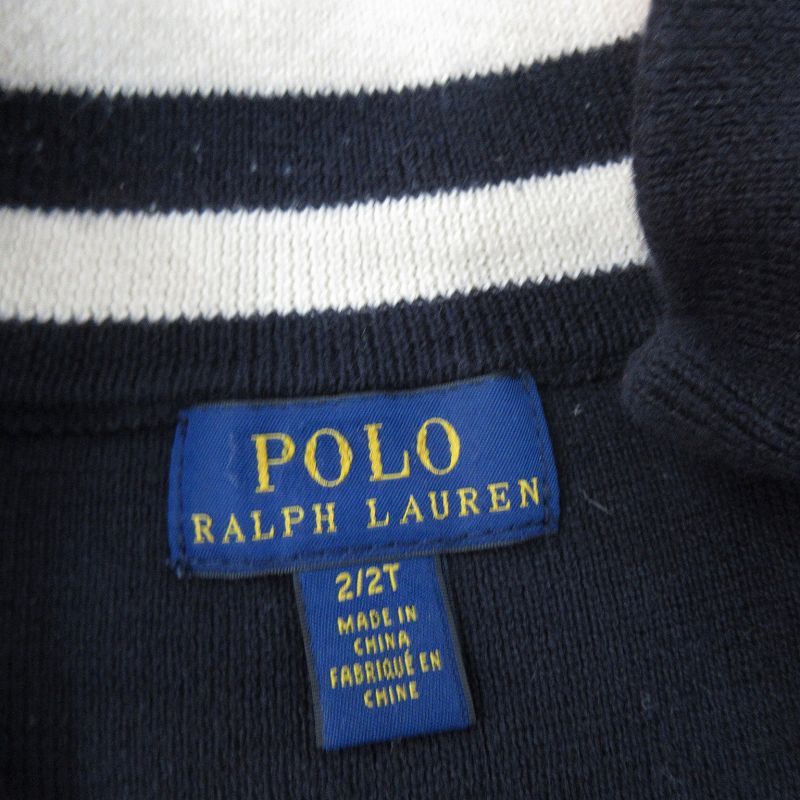 POLO
RALPH LAUREN
2/2T
MADE IN
CHINA
FABRIQUÉ EN
CHINE